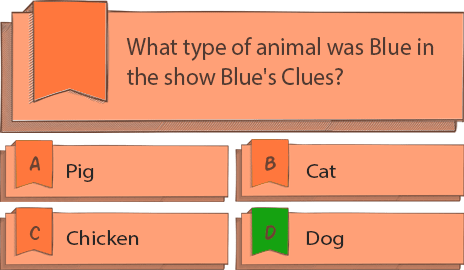 What type of animal was Blue in
the show Blue's Clues?
A Pig
B Cat
C Chicken
D Dog